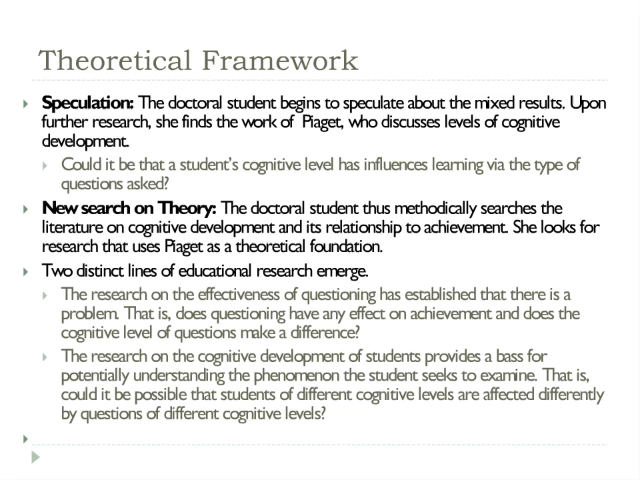 Theoretical Framework
Speculation: The doctoral student begins to speculate about the mixed results. Upon
further research, she finds the work of Piaget, who discusses levels of cognitive
development.
Could it be that a student's cognitive level has influences learning via the type of
questions asked?
New search on Theory: The doctoral student thus methodically searches the
literature on cognitive development and its relationship to achievement. She looks for
research that uses Piaget as a theoretical foundation.
Two distinct lines of educational research emerge.
The research on the effectiveness of questioning has established that there is a
problem. That is, does questioning have any effect on achievement and does the
cognitive level of questions make a difference?
The research on the cognitive development of students provides a bass for
potentially understanding the phenomenon the student seeks to examine. That is,
could it be possible that students of different cognitive levels are affected differently
by questions of different cognitive levels?